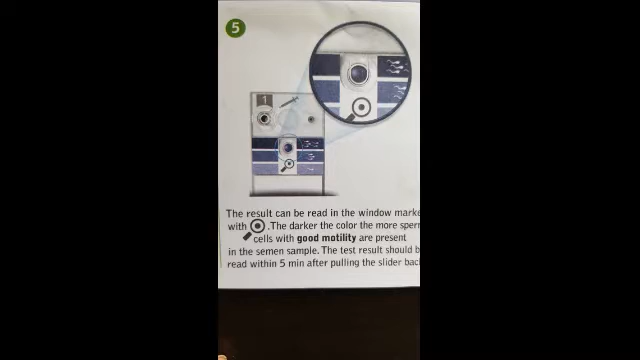 5
1
The result can be read in the window marke
with .The darker the color the more sperm
cells with good motility are present
in the semen sample. The test result should b
read within 5 min after pulling the slider bac